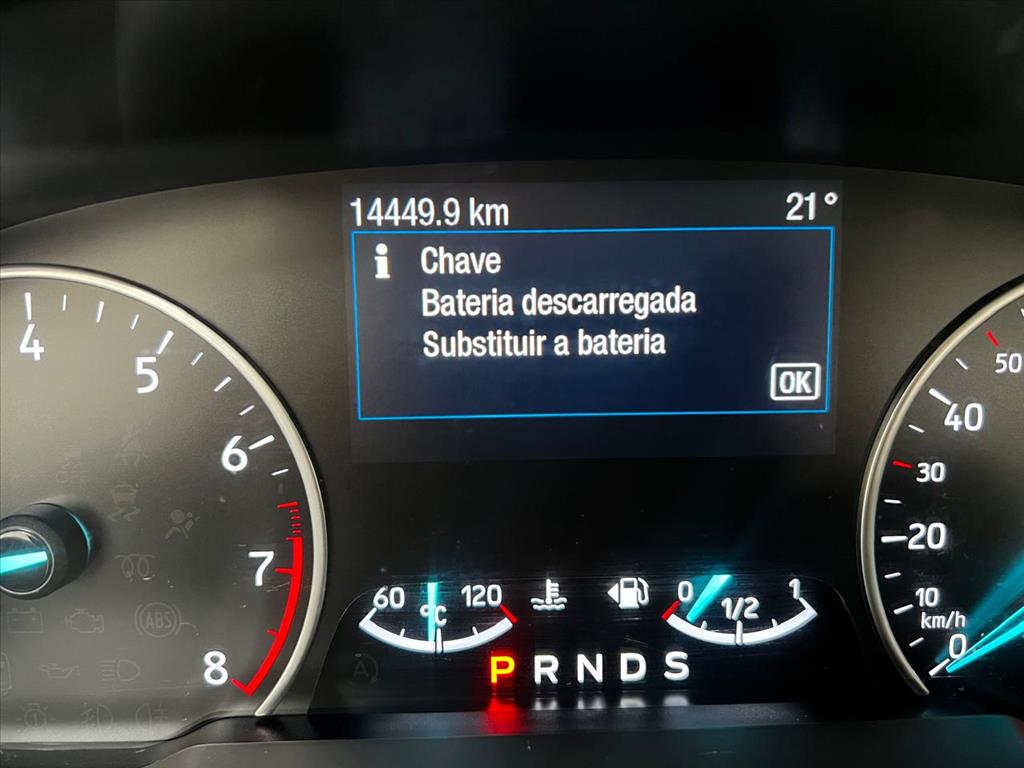 14449.9 km 21°
i Chave
Bateria descarregada
Substituir a bateria
OK
4
5
6
7
8
50
40
30
20
10
km/h
0
60 120
°C
0 1/2 1
P R N D S
ABS
A